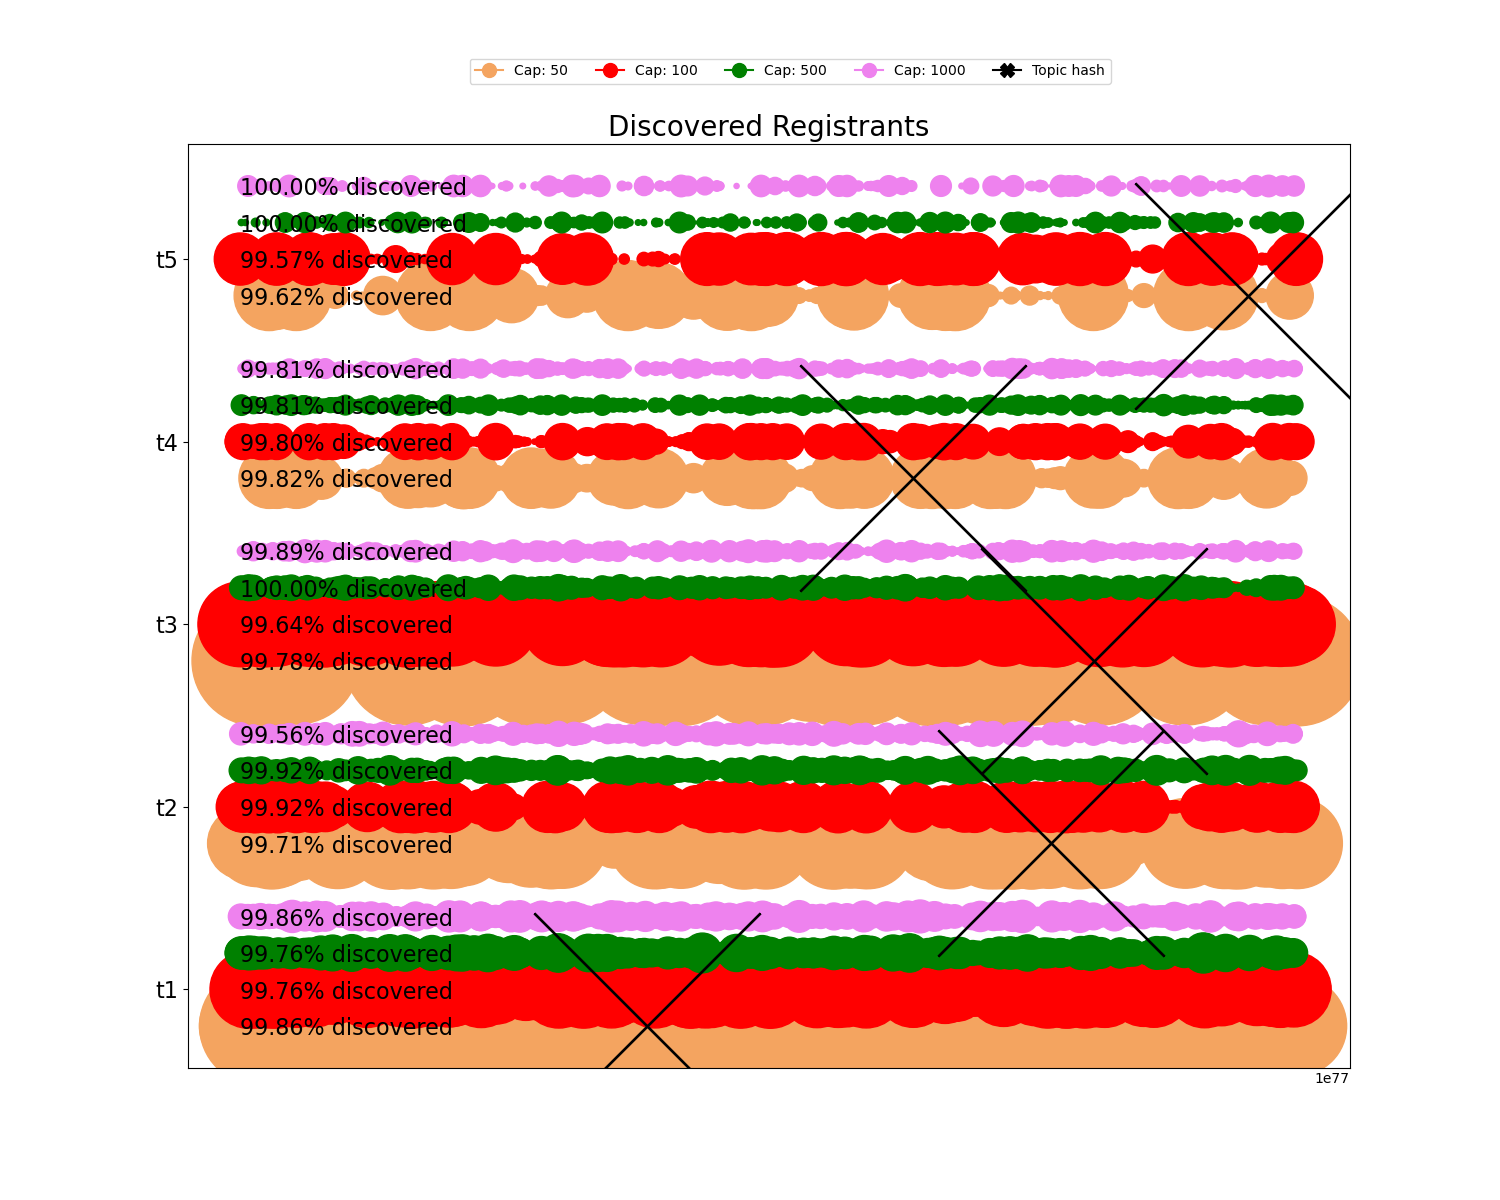 Cap: 50 Cap: 100 Cap: 500 Cap: 1000 Topic hash
Discovered Registrants
100.00% discovered
100.00% discovered
t5
99.57% discovered
99.62% discovered
99.81% discovered
99.81% discovered
t4
99.80% discovered
99.82% discovered
99.89% discovered
100.00% discovered
t3
99.64% discovered
99.78% discovered
99.56% discovered
99.92% discovered
t2
99.92% discovered
99.71% discovered
99.86% discovered
99.76% discovered
t1
99.76% discovered
99.86% discovered
1e77